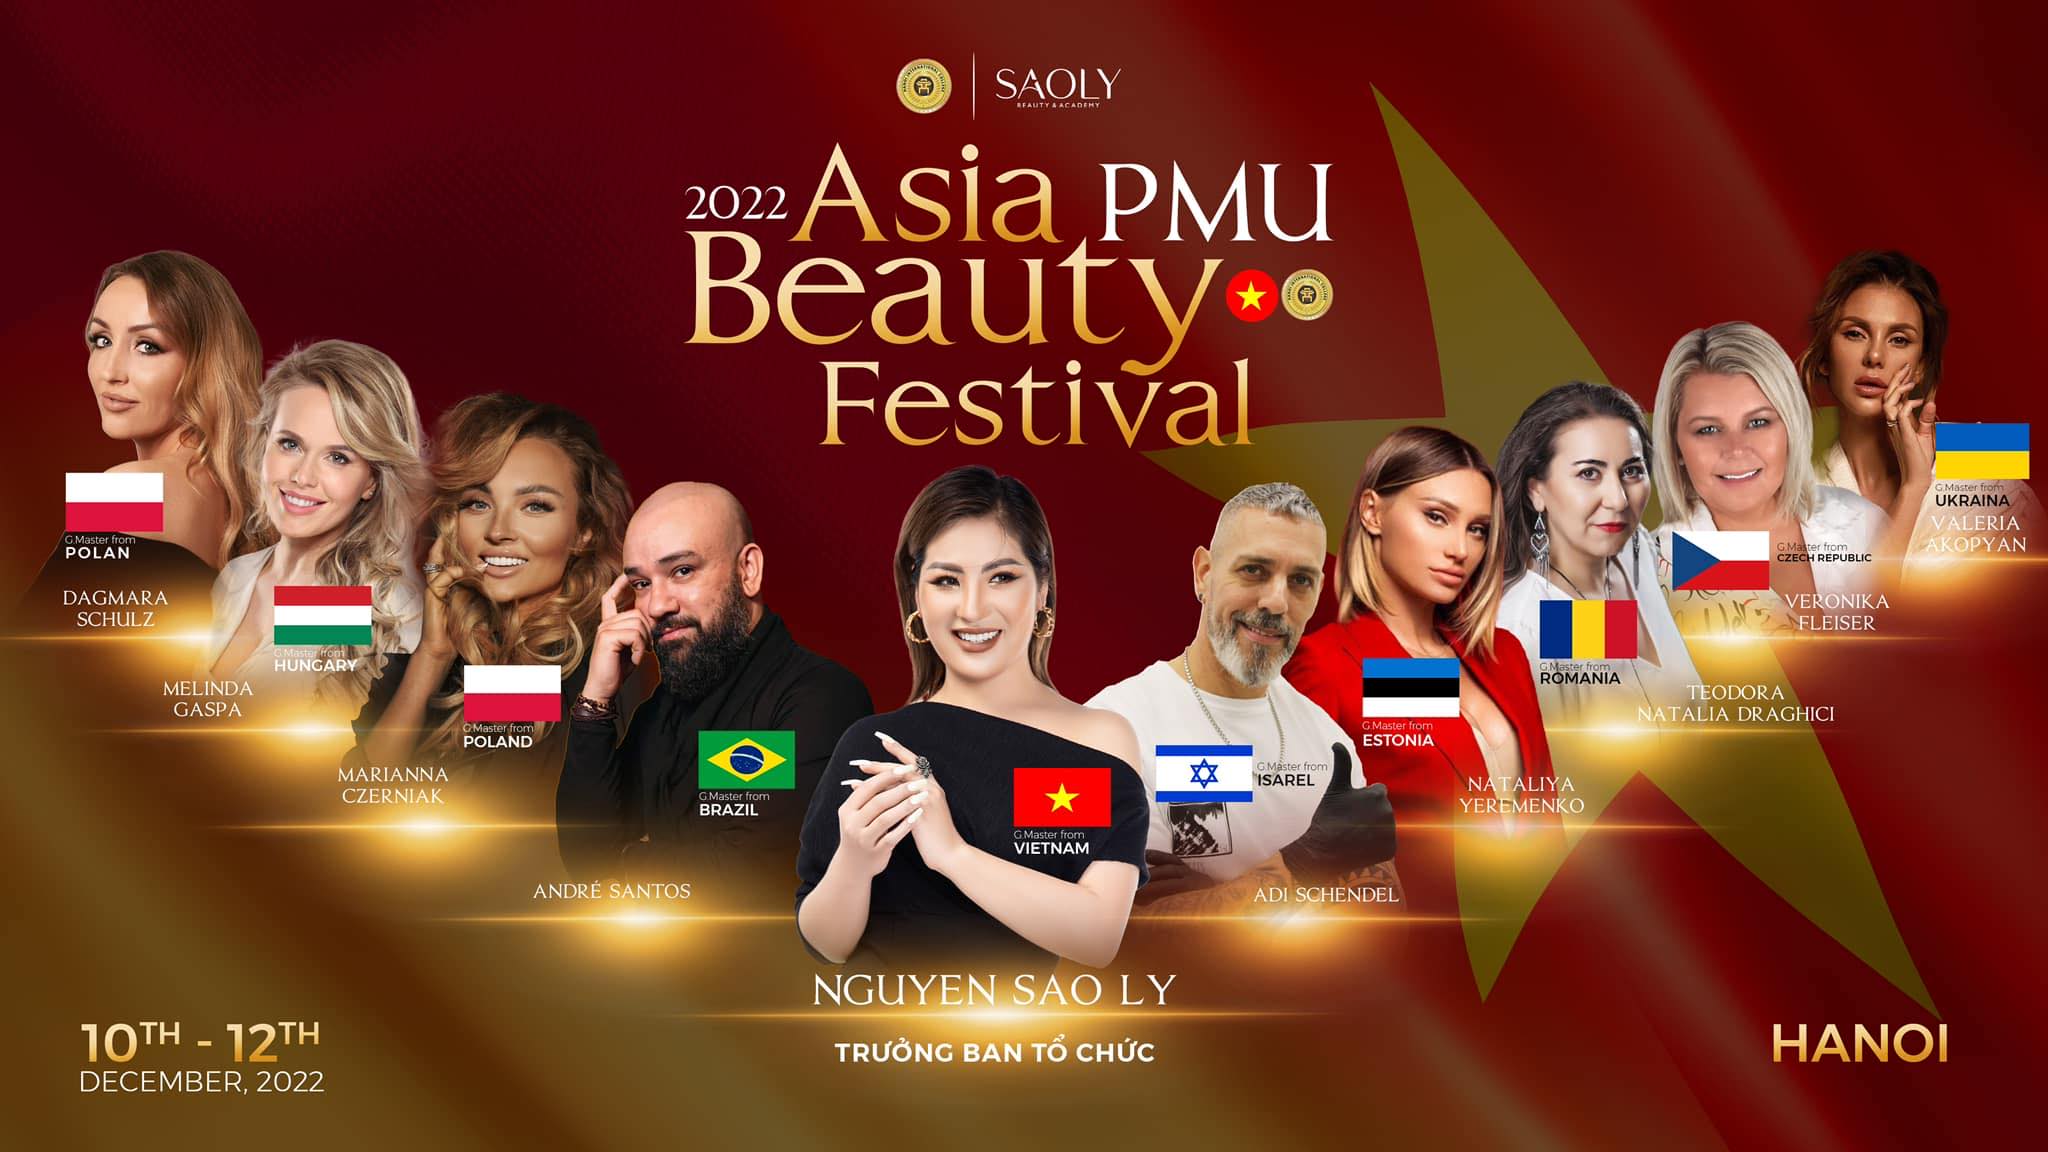 SAOLY
BEAUTY & ACADEMY
2022 Asia PMU
Beauty
Festival
G.Master from
POLAN
DAGMARA
SCHULZ
G.Master from
HUNGARY
MELINDA
GASPA
G.Master from
POLAND
MARIANNA
CZERNIAK
G.Master from
BRAZIL
ANDRÉ SANTOS
G.Master from
VIETNAM
NGUYEN SAO LY
TRƯỞNG BAN TỔ CHỨC
G.Master from
ISAREL
ADI SCHENDEL
G.Master from
ESTONIA
NATALIYA
YEREMENKO
G.Master from
ROMANIA
TEODORA
NATALIA DRAGHICI
G.Master from
CZECH REPUBLIC
VERONIKA
FLEISER
G.Master from
UKRAINA
VALERIA
AKOPYAN
10TH - 12TH
DECEMBER, 2022
HANOI